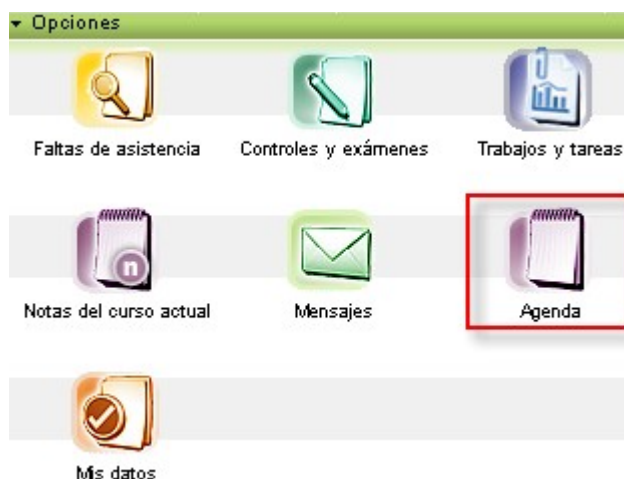 Opciones
Faltas de asistencia
Controles y exámenes
Trabajos y tareas
n
Notas del curso actual
Mensajes
Agenda
Mis datos